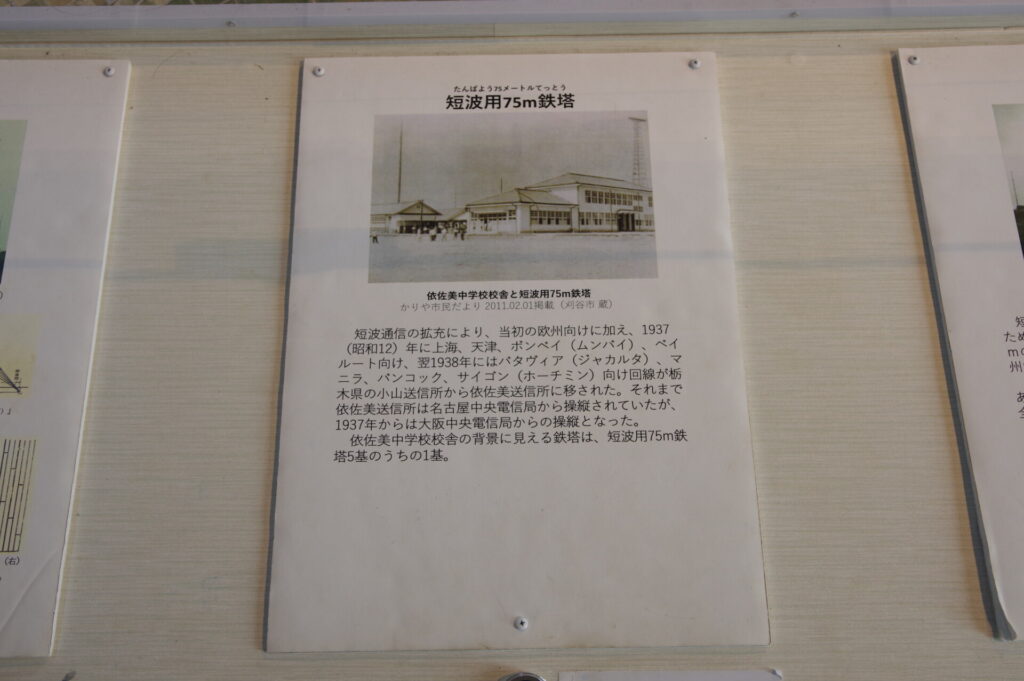 たんぱよう75メートルてっとう
短波用75m鉄塔
依佐美中学校校舎と短波用75m鉄塔
かりや市民だより 2011.02.01掲載（刈谷市 蔵）
短波通信の拡充により、当初の欧州向けに加え、1937
（昭和12）年に上海、天津、ボンベイ（ムンバイ）、ベイ
ルート向け、翌1938年にはバタヴィア（ジャカルタ）、マ
ニラ、バンコック、サイゴン（ホーチミン）向け回線が栃
木県の小山送信所から依佐美送信所に移された。それまで
依佐美送信所は名古屋中央電信局から操縦されていたが、
1937年からは大阪中央電信局からの操縦となった。
依佐美中学校校舎の背景に見える鉄塔は、短波用75m鉄
塔5基のうちの1基。
（右）
短
ため
mの
州
あ